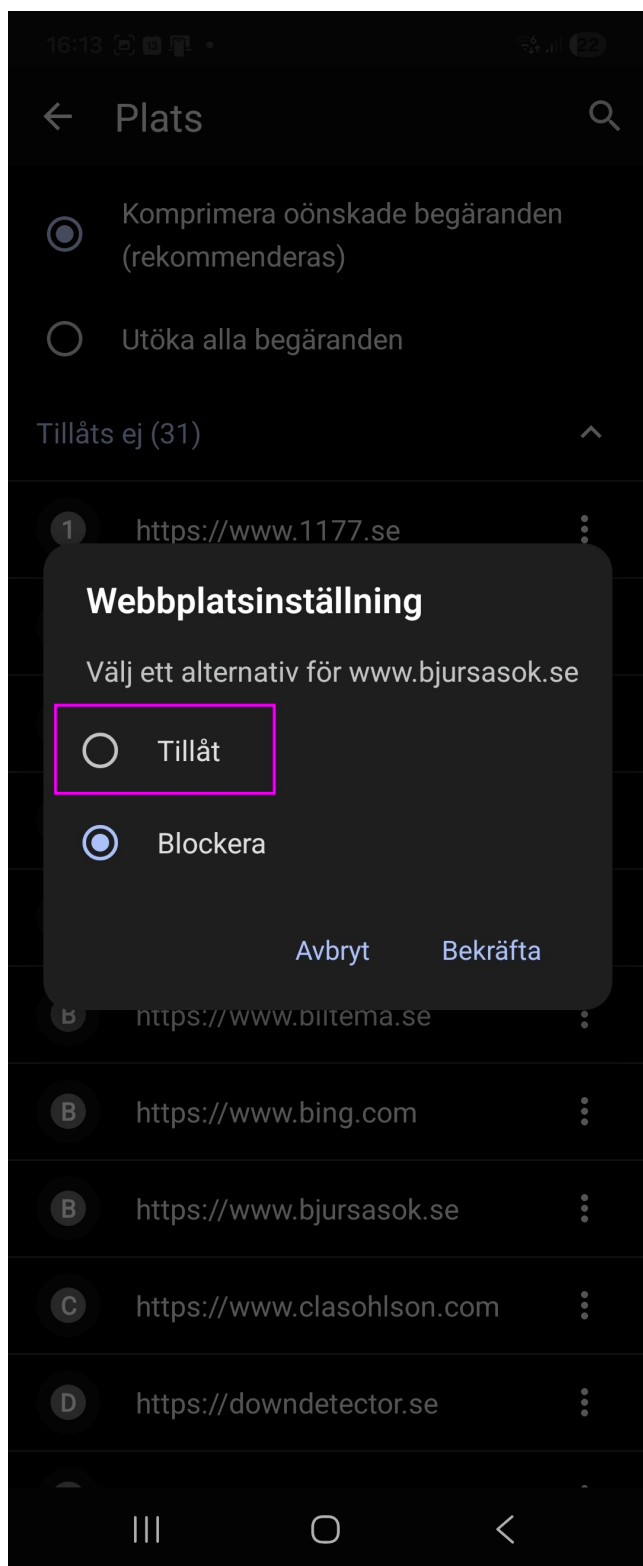 16:13
22
Plats
Komprimera oönskade begäranden
(rekommenderas)
Utöka alla begäranden
Tillåts ej (31)
1 https://www.1177.se
Webbplatsinställning
Välj ett alternativ för www.bjursasok.se
Tillåt
Blockera
Avbryt Bekräfta
B https://www.biltema.se
B https://www.bing.com
B https://www.bjursasok.se
C https://www.clasohlson.com
D https://downdetector.se